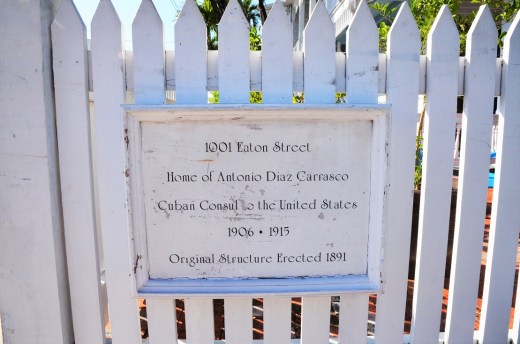 1001 Eaton Street
Home of Antonio Diaz Carrasco
Cuban Consul to the United States
1906 • 1915
Original Structure Erected 1891